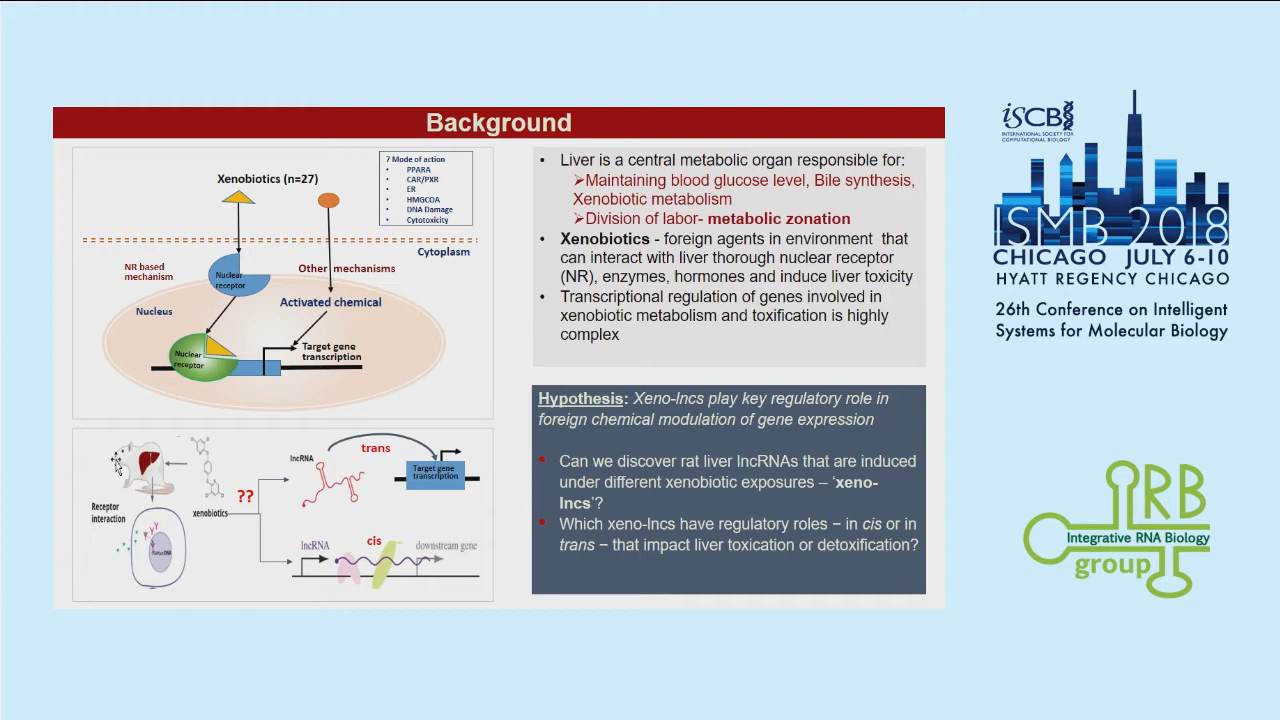 Background
7 Mode of action
• PPARA
• CAR/PXR
• ER
• HMGCOA
• DNA Damage
• Cytotoxicity
Xenobiotics (n=27)
Cytoplasm
NR based
mechanism
Nuclear
receptor
Other mechanisms
Nucleus
Activated chemical
Nuclear
receptor
Target gene
transcription
• Liver is a central metabolic organ responsible for:
➢Maintaining blood glucose level, Bile synthesis,
Xenobiotic metabolism
➢Division of labor- metabolic zonation
• Xenobiotics - foreign agents in environment that
can interact with liver thorough nuclear receptor
(NR), enzymes, hormones and induce liver toxicity
• Transcriptional regulation of genes involved in
xenobiotic metabolism and toxification is highly
complex
Receptor
interaction
xenobiotics
??
lncRNA
trans
Target gene
transcription
lncRNA
cis
downstream gene
Hypothesis: Xeno-lncs play key regulatory role in
foreign chemical modulation of gene expression
• Can we discover rat liver lncRNAs that are induced
under different xenobiotic exposures – 'xeno-
lncs'?
• Which xeno-lncs have regulatory roles − in cis or in
trans − that impact liver toxication or detoxification?
iSCB
INTERNATIONAL SOCIETY FOR
COMPUTATIONAL BIOLOGY
ISMB 2018
CHICAGO JULY 6-10
HYATT REGENCY CHICAGO
26th Conference on Intelligent
Systems for Molecular Biology
IRB
Integrative RNA Biology
group